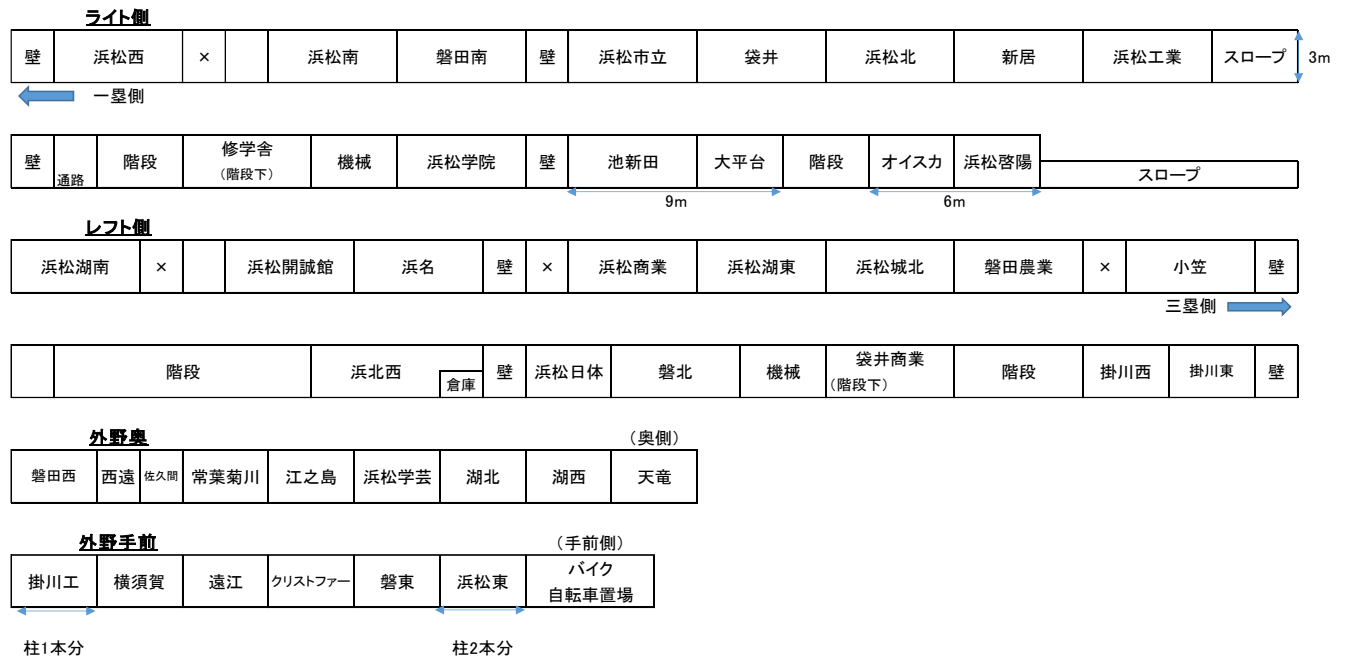 ライト側
壁 浜松西 × 浜松南 磐田南 壁 浜松市立 袋井 浜松北 新居 浜松工業 スロープ 3m
一塁側
壁 通路 階段 修学舎 (階段下) 機械 浜松学院 壁 池新田 大平台 階段 オイスカ 浜松啓陽 スロープ
9m 6m
レフト側
浜松湖南 × 浜松開誠館 浜名 壁 × 浜松商業 浜松湖東 浜松城北 磐田農業 × 小笠 壁
三塁側
階段 浜北西 倉庫 壁 浜松日体 磐北 機械 袋井商業 (階段下) 階段 掛川西 掛川東 壁
外野奥 (奥側)
磐田西 西遠 佐久間 常葉菊川 江之島 浜松学芸 湖北 湖西 天竜
外野手前 (手前側)
掛川工 横須賀 遠江 クリストファー 磐東 浜松東 バイク
自転車置場
柱1本分 柱2本分